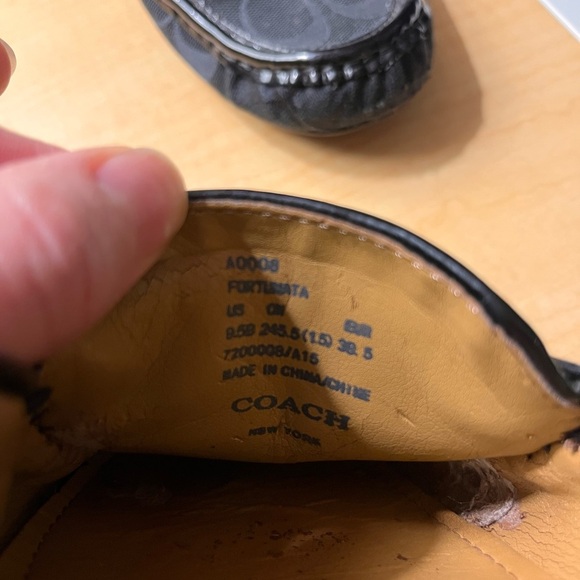 A0008
FORTUNATA
US CM EUR
9.5B 245.5(1.5) 39.5
7200008/A15
MADE IN CHINA/CHINE
COACH
NEW YORK